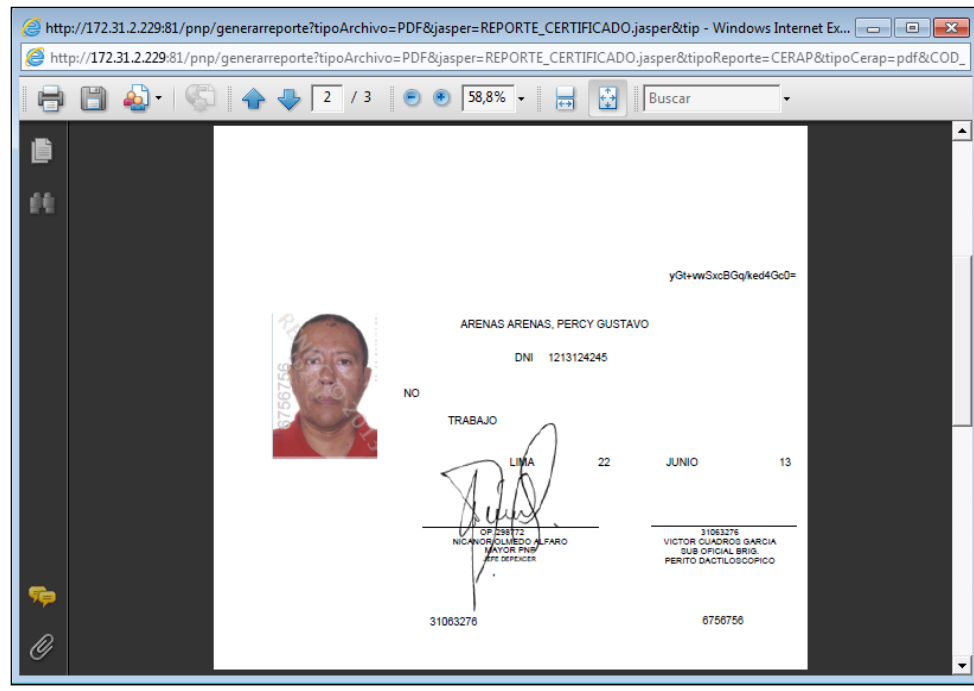 http://172.31.2.229:81/pnp/generarreporte?tipoArchivo=PDF&jasper=REPORTE_CERTIFICADO.jasper&tip - Windows Internet Ex...
http://172.31.2.229:81/pnp/generarreporte?tipoArchivo=PDF&jasper=REPORTE_CERTIFICADO.jasper&tipoReporte=CERAP&tipoCerap=pdf&COD_
2 / 3 58,8% Buscar
yGt+vwSxcBGq/ked4Gc0=
ARENAS ARENAS, PERCY GUSTAVO
DNI 1213124245
6756756
NO
TRABAJO
LIMA 22 JUNIO 13
OP 298772
NICANOR OLMEDO ALFARO
MAYOR PNP
JEFE DEPEXCER
31063276
VICTOR CUADROS GARCIA
SUB OFICIAL BRIG.
PERITO DACTILOSCOPICO
31063276 6756756